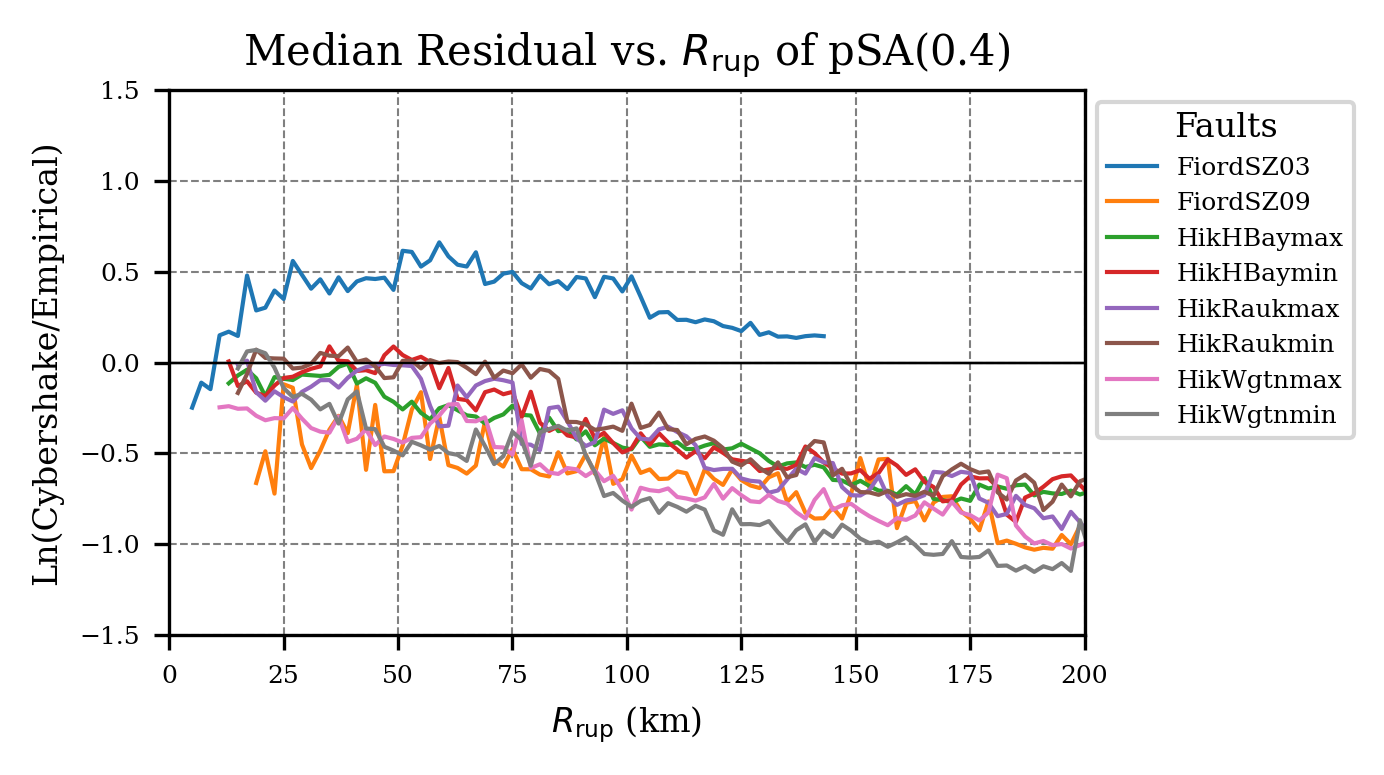 Median Residual vs. Rrup of pSA(0.4)
Ln(Cybershake/Empirical)
1.5
1.0
0.5
0.0
−0.5
−1.0
−1.5
0 25 50 75 100 125 150 175 200
Rrup (km)
Faults
FiordSZ03
FiordSZ09
HikHBaymax
HikHBaymin
HikRaukmax
HikRaukmin
HikWgtnmax
HikWgtnmin